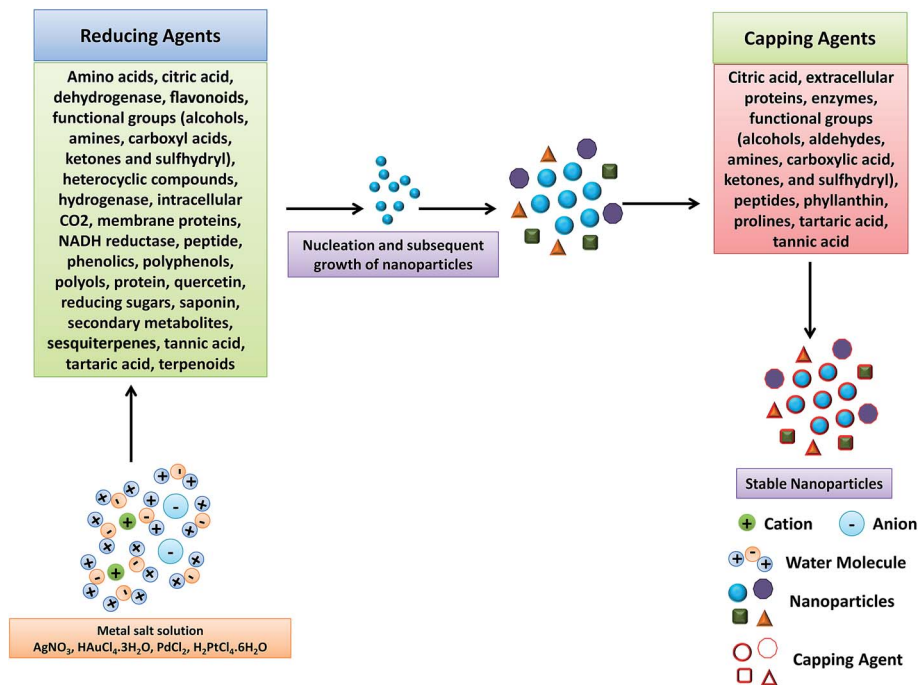 Reducing Agents
Amino acids, citric acid,
dehydrogenase, flavonoids,
functional groups (alcohols,
amines, carboxyl acids,
ketones and sulfhydryl),
heterocyclic compounds,
hydrogenase, intracellular
CO2, membrane proteins,
NADH reductase, peptide,
phenolics, polyphenols,
polyols, protein, quercetin,
reducing sugars, saponin,
secondary metabolites,
sesquiterpenes, tannic acid,
tartaric acid, terpenoids
Nucleation and subsequent
growth of nanoparticles
Capping Agents
Citric acid, extracellular
proteins, enzymes,
functional groups
(alcohols, aldehydes,
amines, carboxylic acid,
ketones, and sulfhydryl),
peptides, phyllanthin,
prolines, tartaric acid,
tannic acid
Stable Nanoparticles
+ Cation - Anion
+ - + Water Molecule
Nanoparticles
Capping Agent
Metal salt solution
AgNO₃, HAuCl₄.3H₂O, PdCl₂, H₂PtCl₄.6H₂O